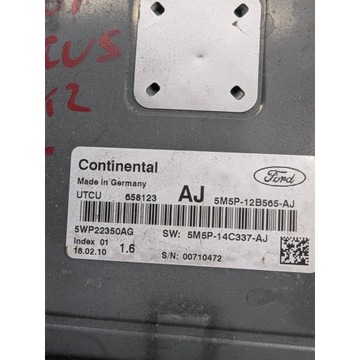 CUS
Continental
Ford
Made in Germany
UTCU 658123 AJ 5M5P-12B565-AJ
5WP22350AG SW: 5M5P-14C337-AJ
Index 01
18.02.10 1.6 S/N: 00710472